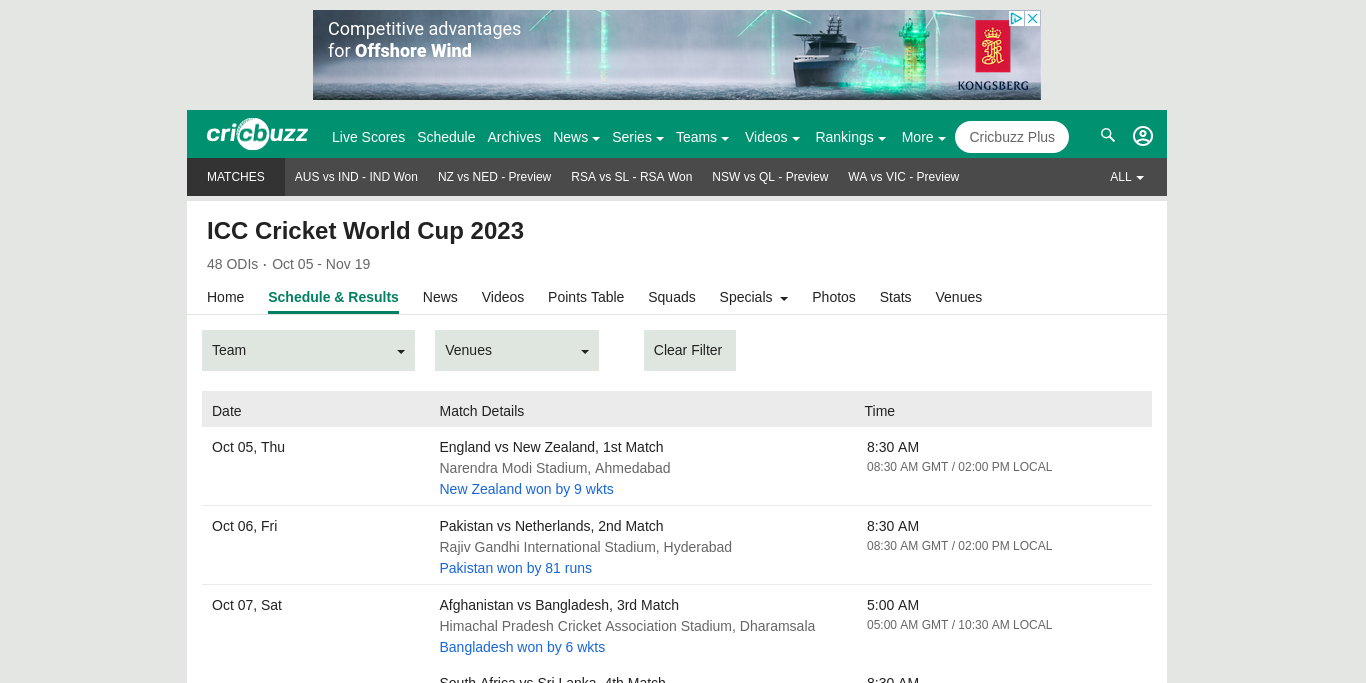 Competitive advantages
for Offshore Wind
KONGSBERG
cricbuzz
Live Scores Schedule Archives News Series Teams Videos Rankings More Cricbuzz Plus
MATCHES AUS vs IND - IND Won NZ vs NED - Preview RSA vs SL - RSA Won NSW vs QL - Preview WA vs VIC - Preview ALL
ICC Cricket World Cup 2023
48 ODIs · Oct 05 - Nov 19
Home Schedule & Results News Videos Points Table Squads Specials Photos Stats Venues
Team Venues Clear Filter
Date Match Details Time
Oct 05, Thu England vs New Zealand, 1st Match 8:30 AM
Narendra Modi Stadium, Ahmedabad 08:30 AM GMT / 02:00 PM LOCAL
New Zealand won by 9 wkts
Oct 06, Fri Pakistan vs Netherlands, 2nd Match 8:30 AM
Rajiv Gandhi International Stadium, Hyderabad 08:30 AM GMT / 02:00 PM LOCAL
Pakistan won by 81 runs
Oct 07, Sat Afghanistan vs Bangladesh, 3rd Match 5:00 AM
Himachal Pradesh Cricket Association Stadium, Dharamsala 05:00 AM GMT / 10:30 AM LOCAL
Bangladesh won by 6 wkts
South Africa vs Sri Lanka, 4th Match 8:30 AM